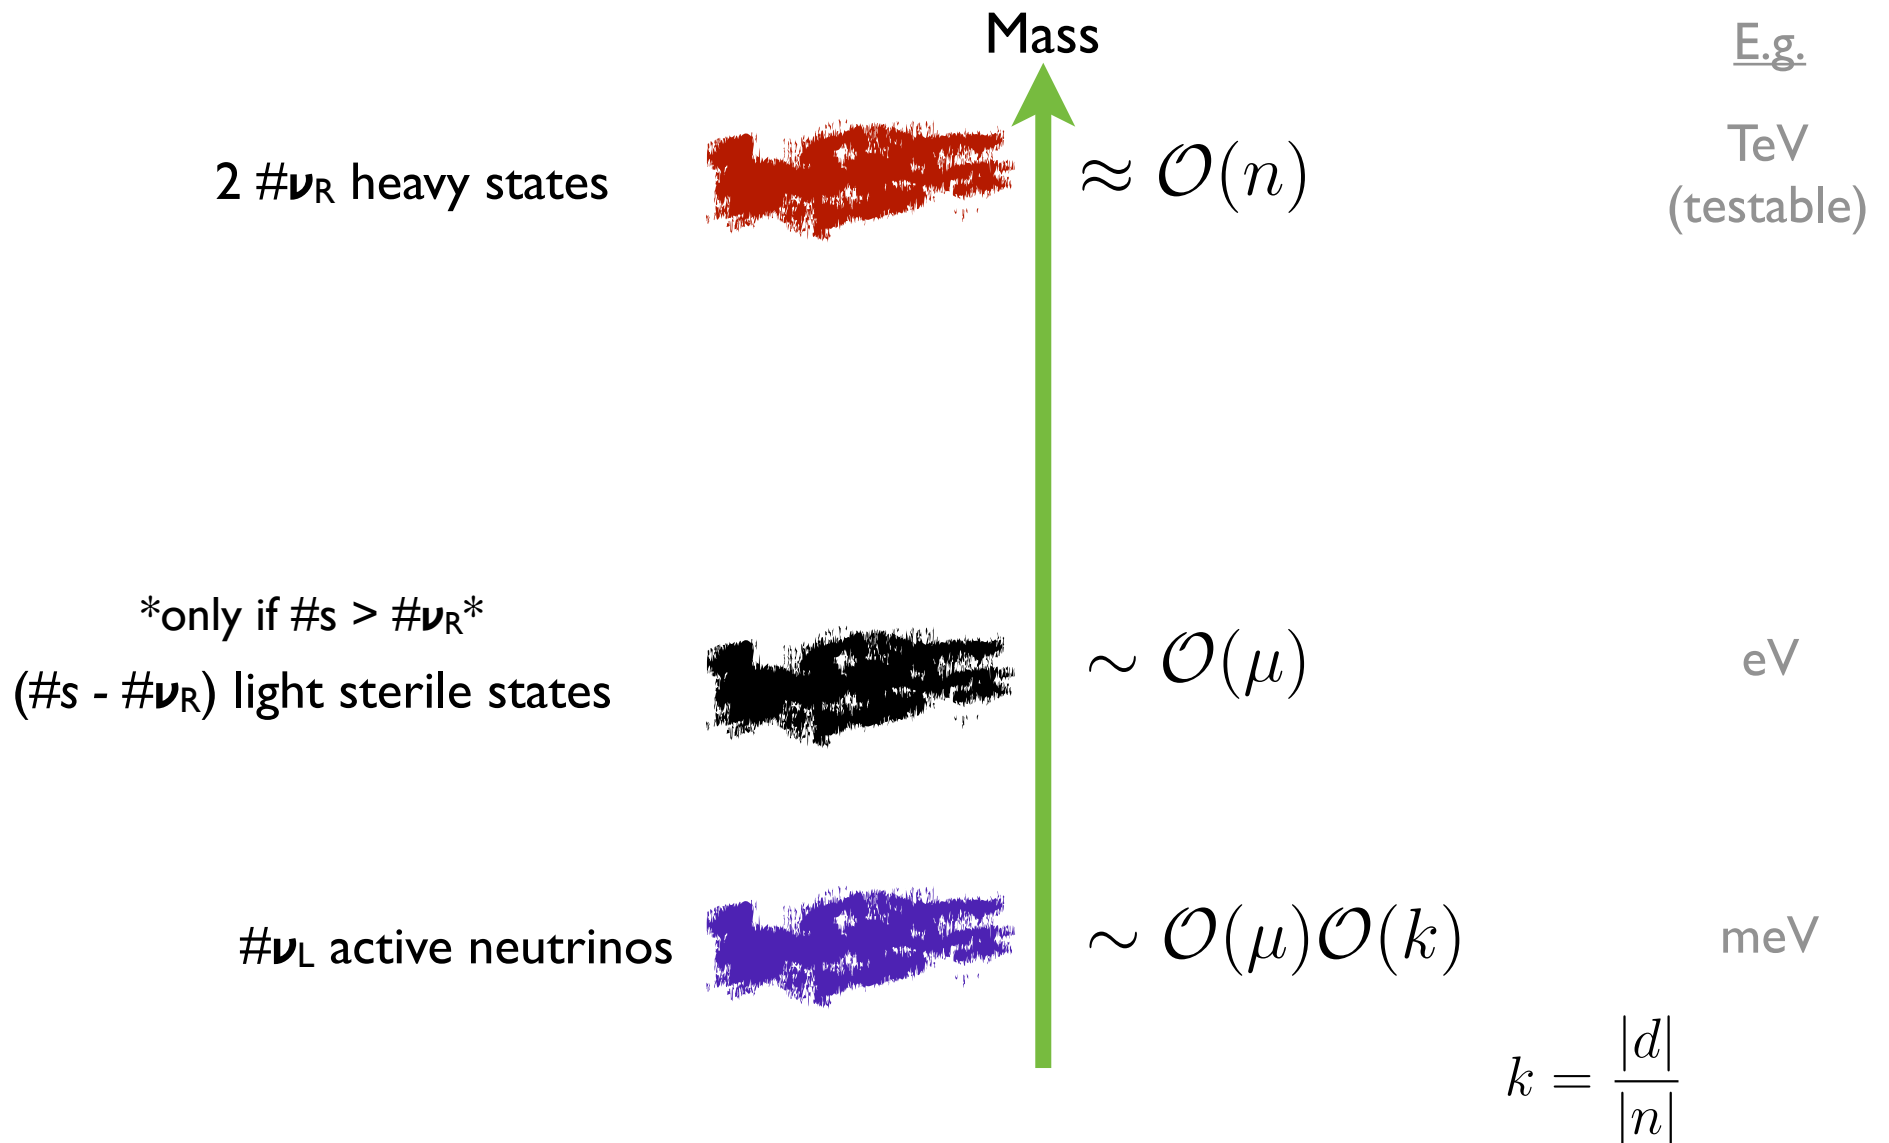 Mass
E.g.
2 #νR heavy states
≈ O(n)
TeV
(testable)
*only if #s > #νR*
(#s - #νR) light sterile states
∼ O(μ)
eV
#νL active neutrinos
∼ O(μ)O(k)
meV
k = |d| / |n|